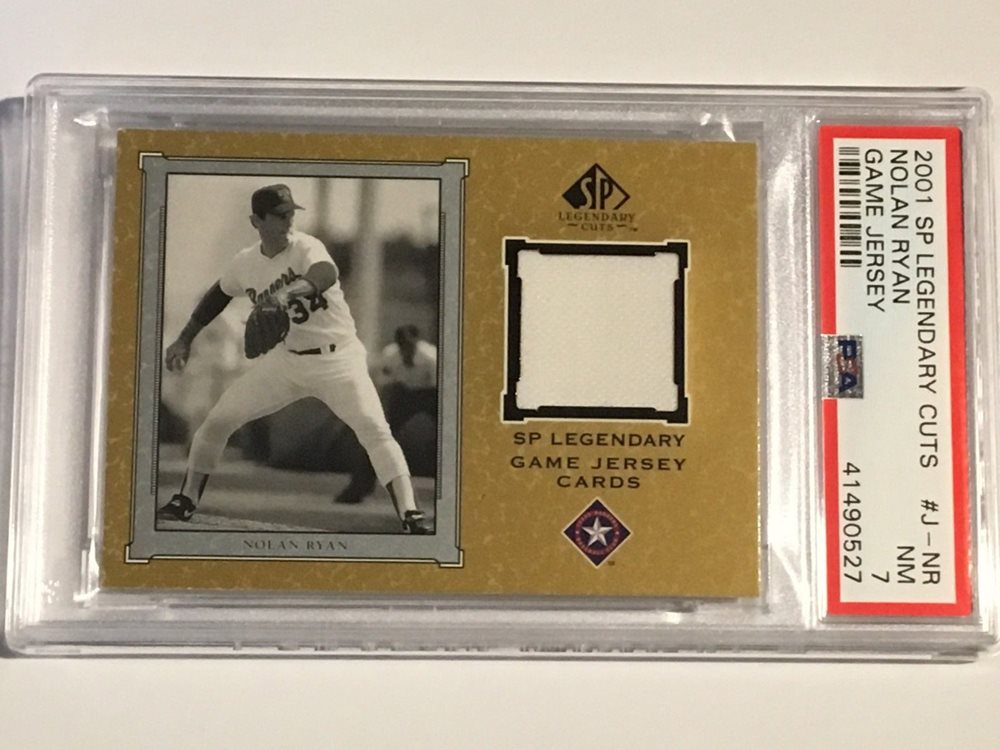 SP
LEGENDARY
CUTS
Rangers
34
SP LEGENDARY
GAME JERSEY
CARDS
NOLAN RYAN
2001 SP LEGENDARY CUTS #J-NR
NOLAN RYAN NM
GAME JERSEY 7
41490527
PSA